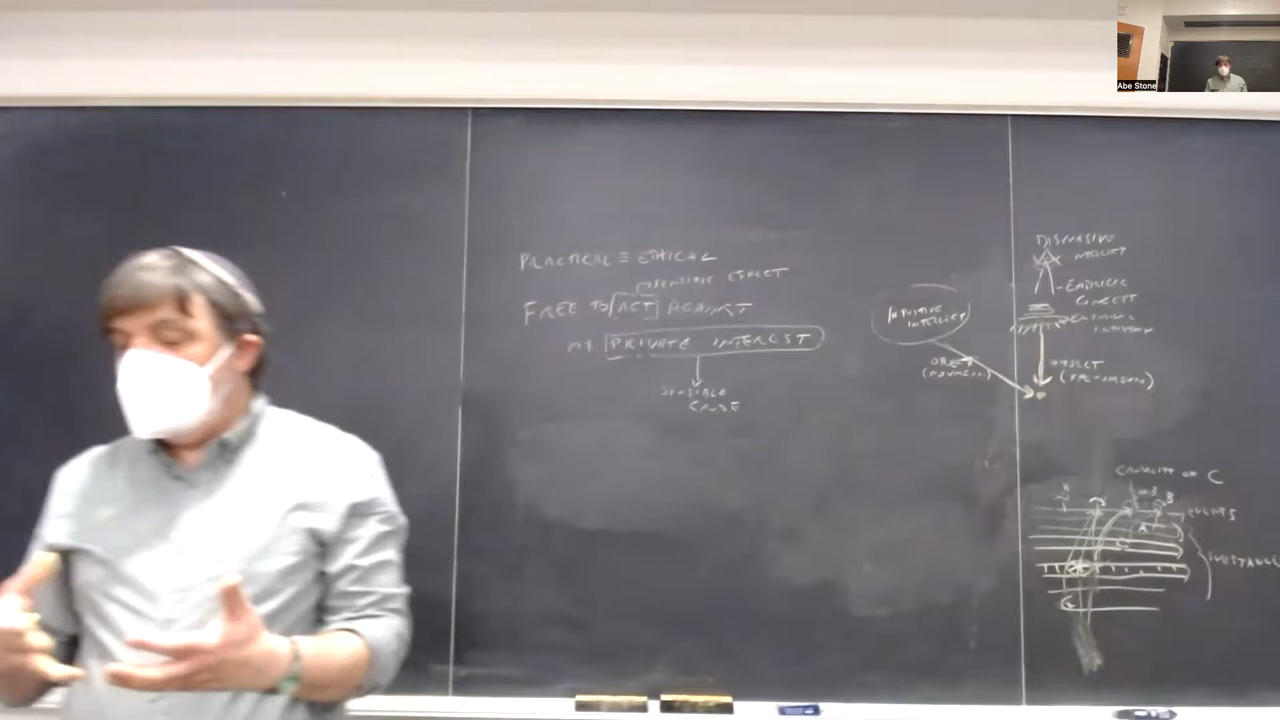 Abe Stone
PRACTICAL ≡ ETHICAL
SENSIBLE EFFECT
FREE TO ACT AGAINST
MY PRIVATE INTEREST
SENSIBLE
CAUSE
INTUITIVE
INTELLECT
OBJECT
(NOUMENON)
DISCURSIVE
INTELLECT
EMPIRICAL
CONCEPT
EMPIRICAL
INTUITION
OBJECT
(PHENOMENON)
CAUSALITY OF C
B
EVENTS
A
SUBSTANCE